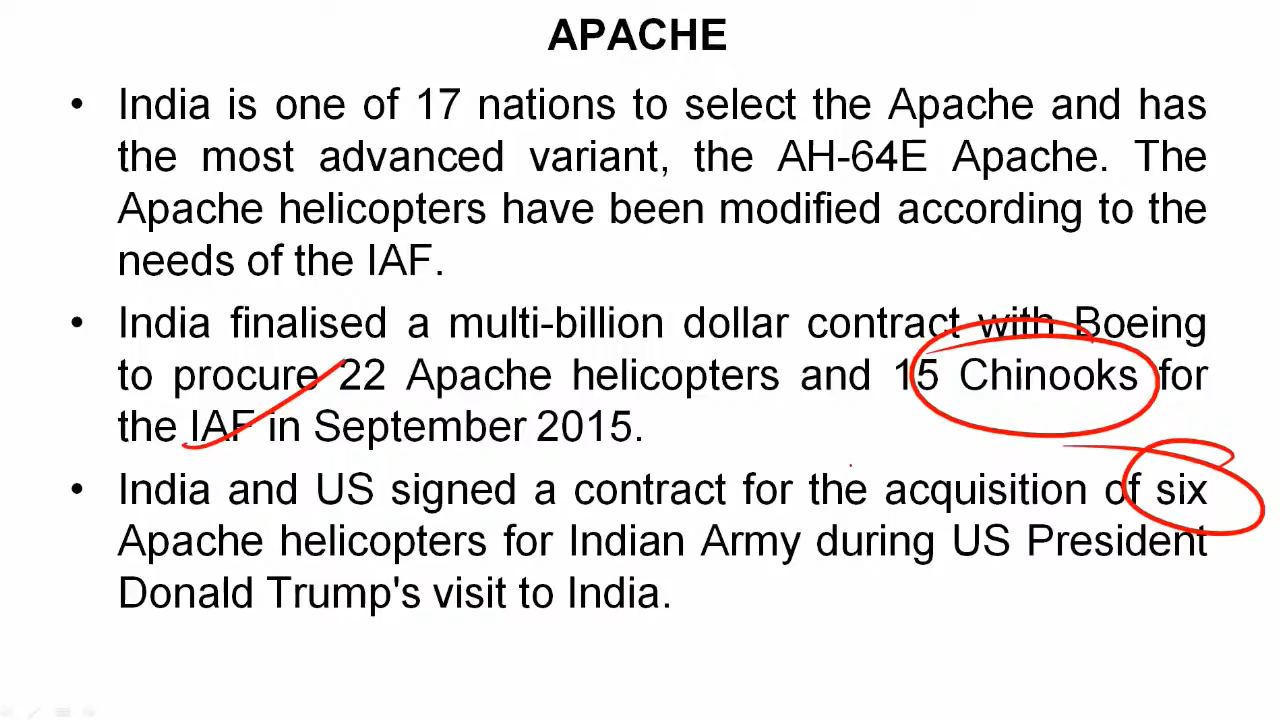 APACHE
• India is one of 17 nations to select the Apache and has
the most advanced variant, the AH-64E Apache. The
Apache helicopters have been modified according to the
needs of the IAF.
• India finalised a multi-billion dollar contract with Boeing
to procure 22 Apache helicopters and 15 Chinooks for
the IAF in September 2015.
• India and US signed a contract for the acquisition of six
Apache helicopters for Indian Army during US President
Donald Trump's visit to India.